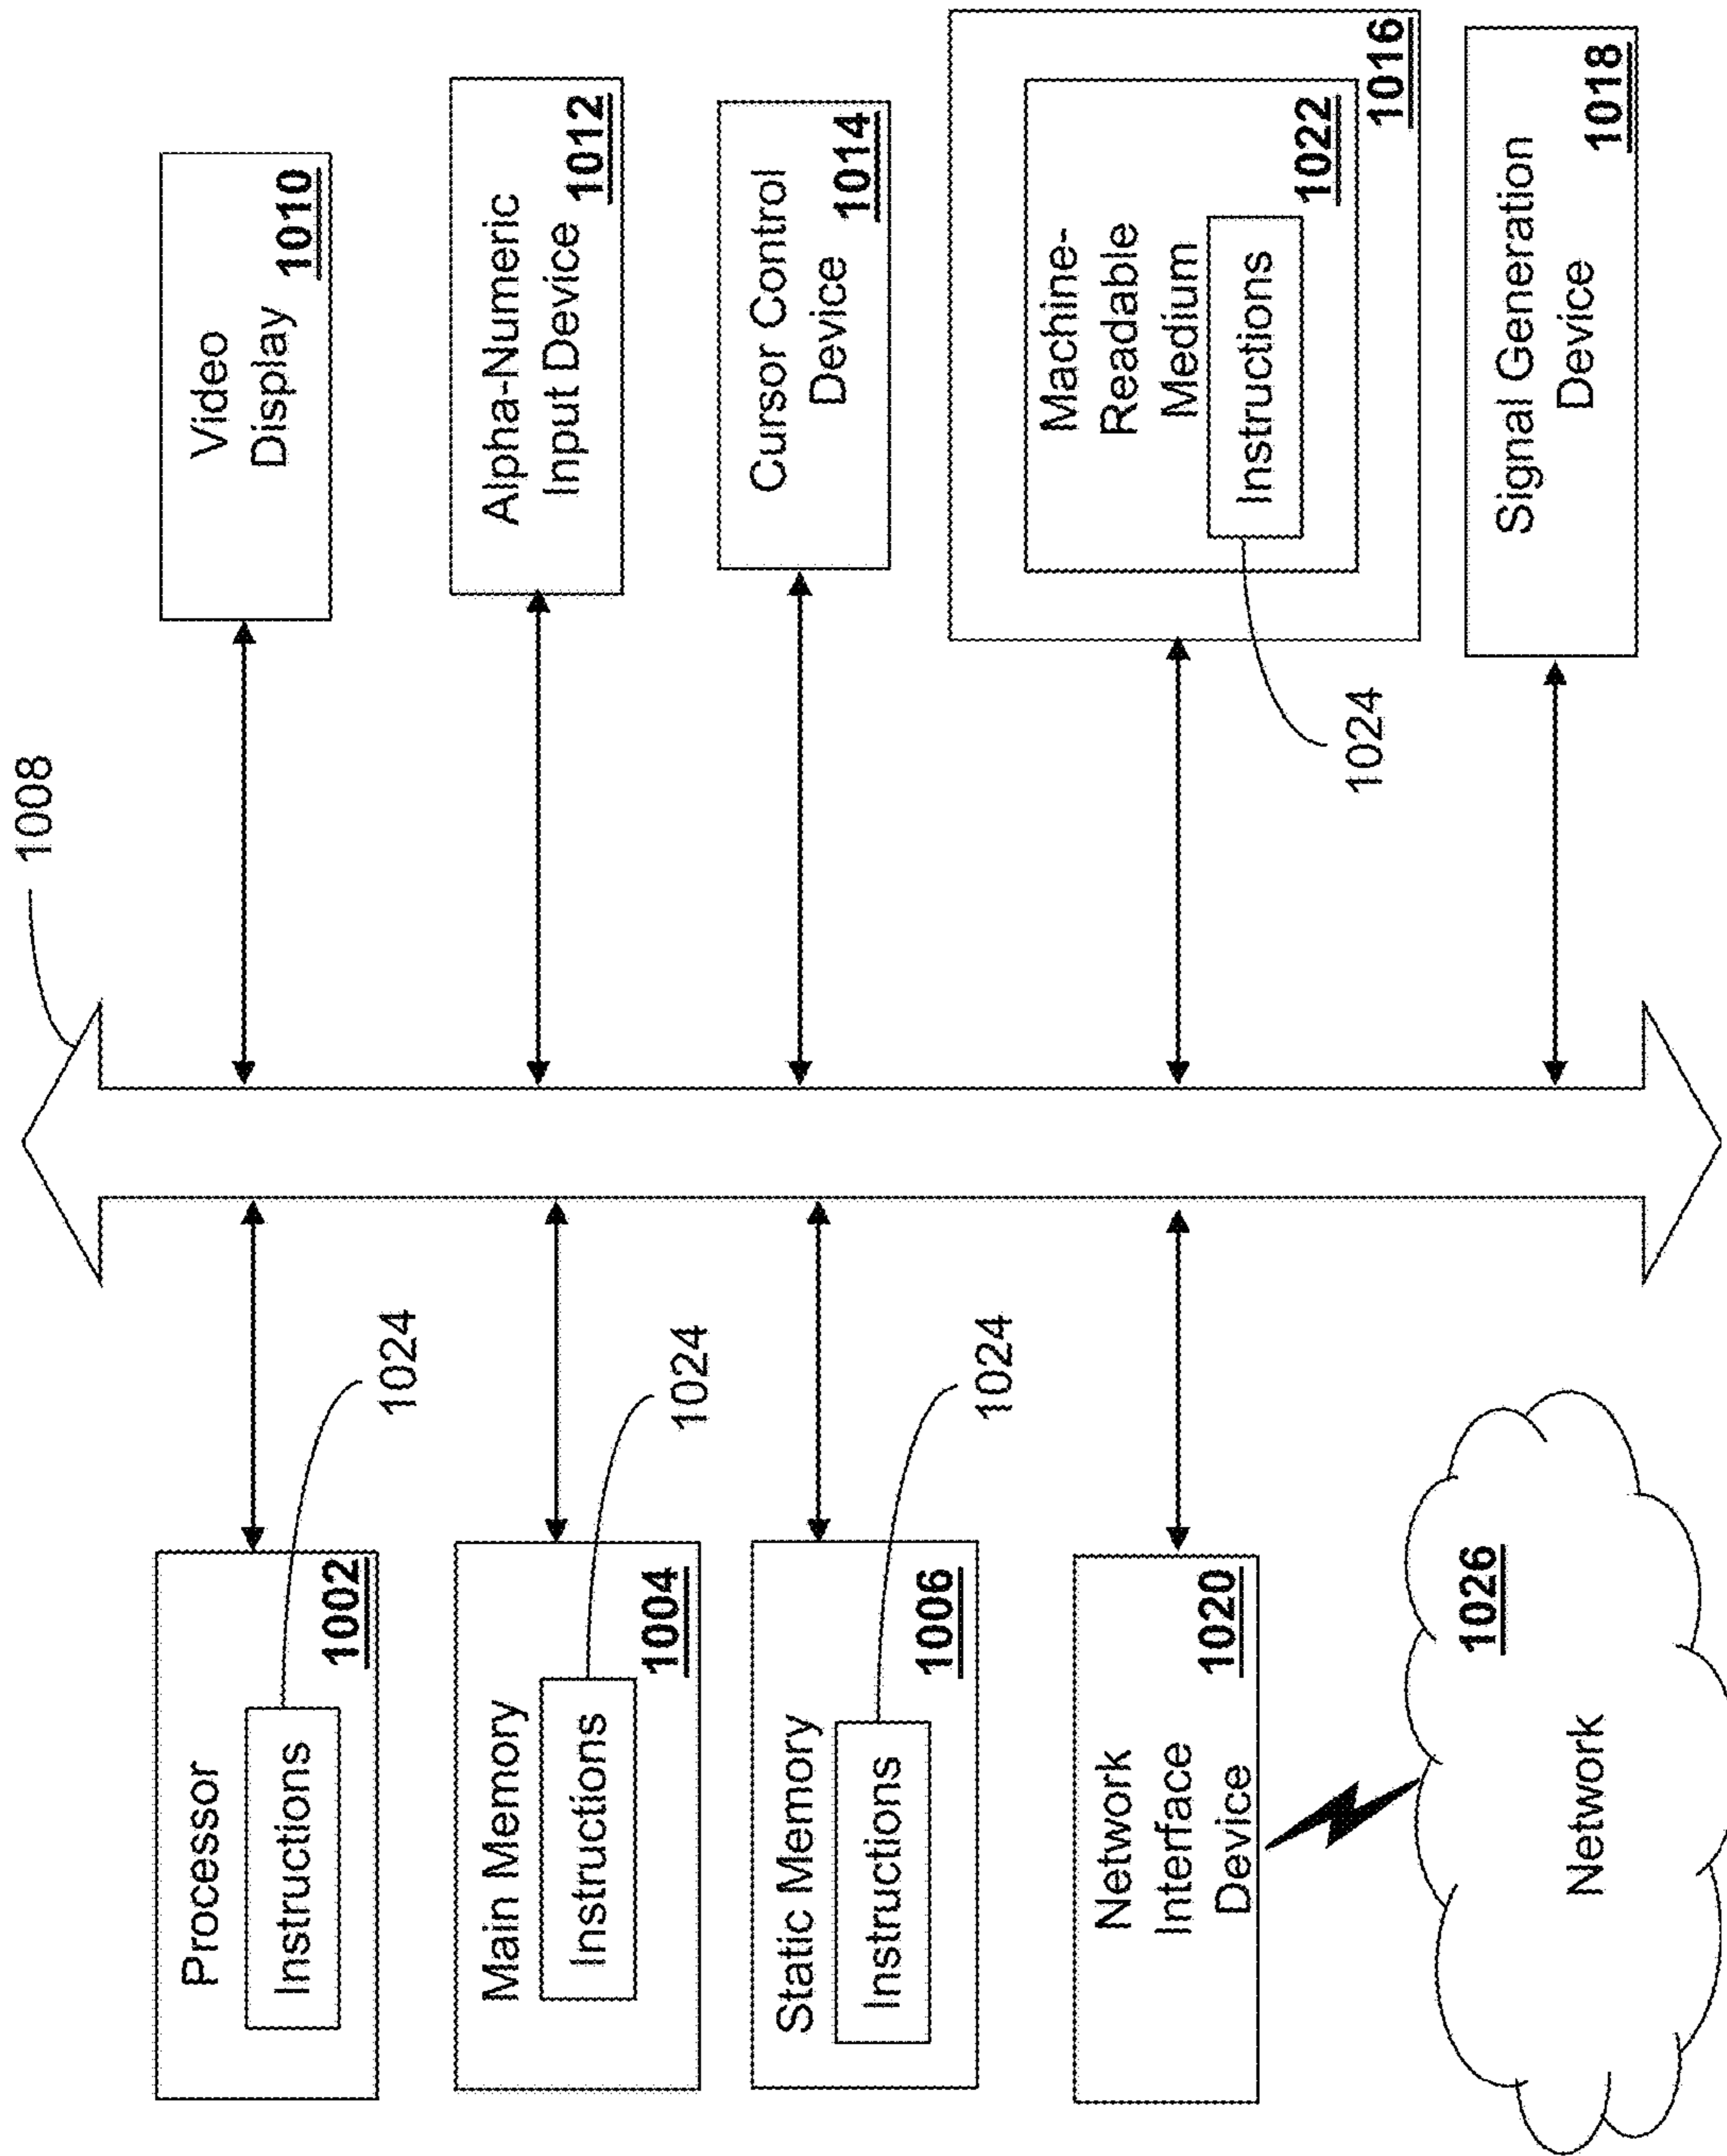 1008
Processor
Instructions
1002
1024
Main Memory
Instructions
1004
1024
Static Memory
Instructions
1006
1024
Network
Interface
Device
1020
1026
Network
Video
Display
1010
Alpha-Numeric
Input Device
1012
Cursor Control
Device
1014
Machine-
Readable
Medium
Instructions
1022
1016
1024
Signal Generation
Device
1018